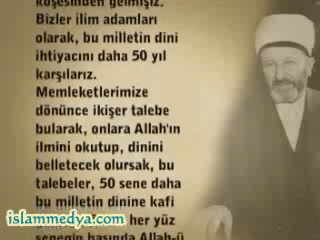 köşesinden gelmişiz.
Bizler ilim adamları
olarak, bu milletin dini
ihtiyacını daha 50 yıl
karşılarız.
Memleketlerimize
dönünce ikişer talebe
bularak, onlara Allah'ın
ilmini okutup, dinini
belletecek olursak, bu
talebeler, 50 sene daha
bu milletin dinine kafi
her yüz
senenin başında Allah-ü
islammedya.com